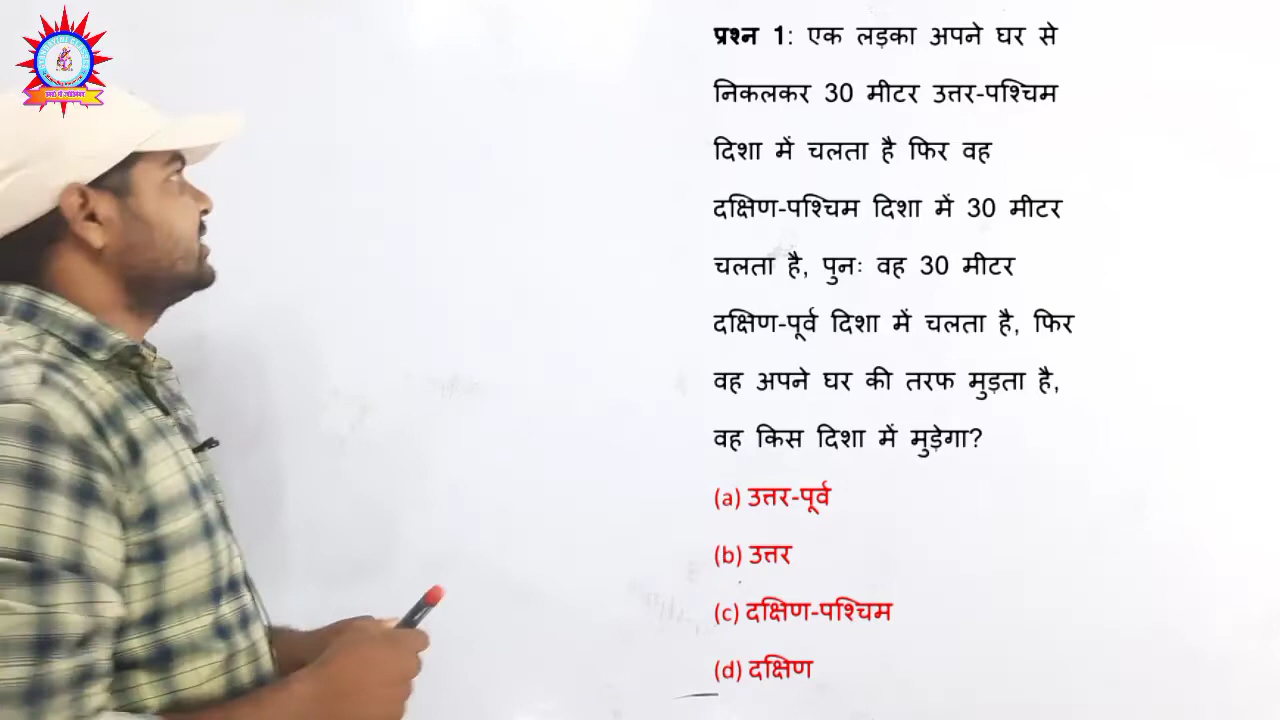 प्रश्न 1: एक लड़का अपने घर से
निकलकर 30 मीटर उत्तर-पश्चिम
दिशा में चलता है फिर वह
दक्षिण-पश्चिम दिशा में 30 मीटर
चलता है, पुनः वह 30 मीटर
दक्षिण-पूर्व दिशा में चलता है, फिर
वह अपने घर की तरफ मुड़ता है,
वह किस दिशा में मुड़ेगा?
(a) उत्तर-पूर्व
(b) उत्तर
(c) दक्षिण-पश्चिम
(d) दक्षिण